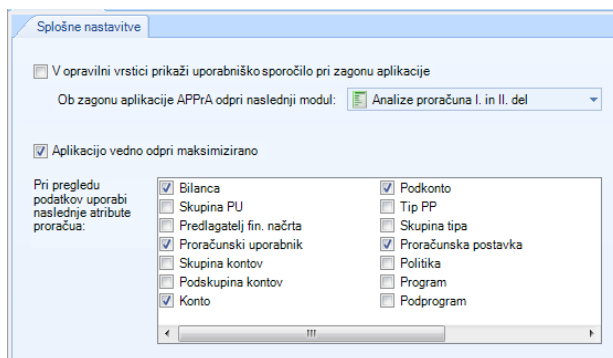 Splošne nastavitve
V opravilni vrstici prikaži uporabniško sporočilo pri zagonu aplikacije
Ob zagonu aplikacije APPrA odpri naslednji modul: Analize proračuna I. in II. del
Aplikacijo vedno odpri maksimizirano
Pri pregledu
podatkov uporabi
naslednje atribute
proračua:
Bilanca Podkonto
Skupina PU Tip PP
Predlagatelj fin. načrta Skupina tipa
Proračunski uporabnik Proračunska postavka
Skupina kontov Politika
Podskupina kontov Program
Konto Podprogram